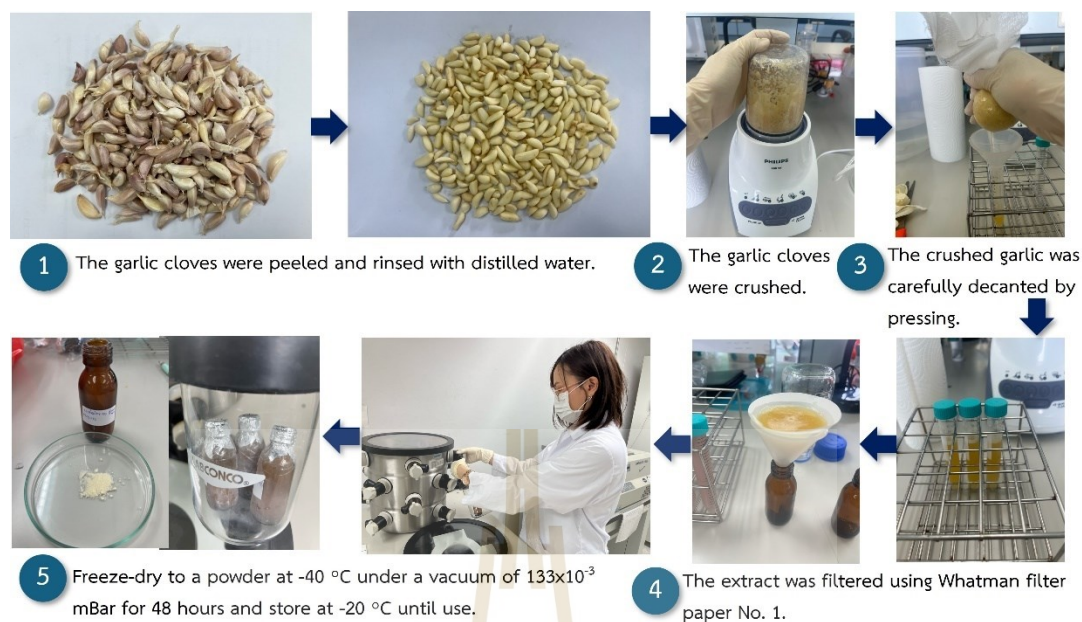 1 The garlic cloves were peeled and rinsed with distilled water.
PHILIPS
2 The garlic cloves
were crushed.
3 The crushed garlic was
carefully decanted by
pressing.
4 The extract was filtered using Whatman filter
paper No. 1.
LABCONCO
5 Freeze-dry to a powder at -40 °C under a vacuum of 133x10⁻³
mBar for 48 hours and store at -20 °C until use.